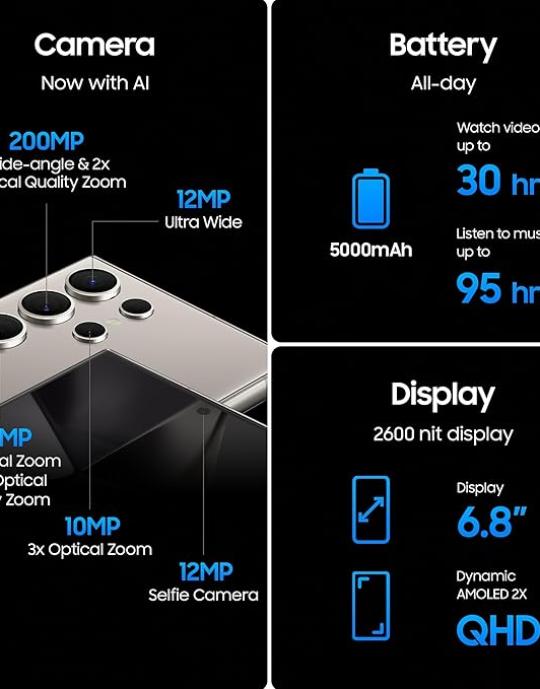 Camera
Now with AI
200MP
ide-angle & 2x
cal Quality Zoom
12MP
Ultra Wide
MP
al Zoom
Optical
y Zoom
10MP
3x Optical Zoom
12MP
Selfie Camera
Battery
All-day
5000mAh
Watch video
up to
30 hr
Listen to mus
up to
95 hr
Display
2600 nit display
Display
6.8”
Dynamic
AMOLED 2X
QHD